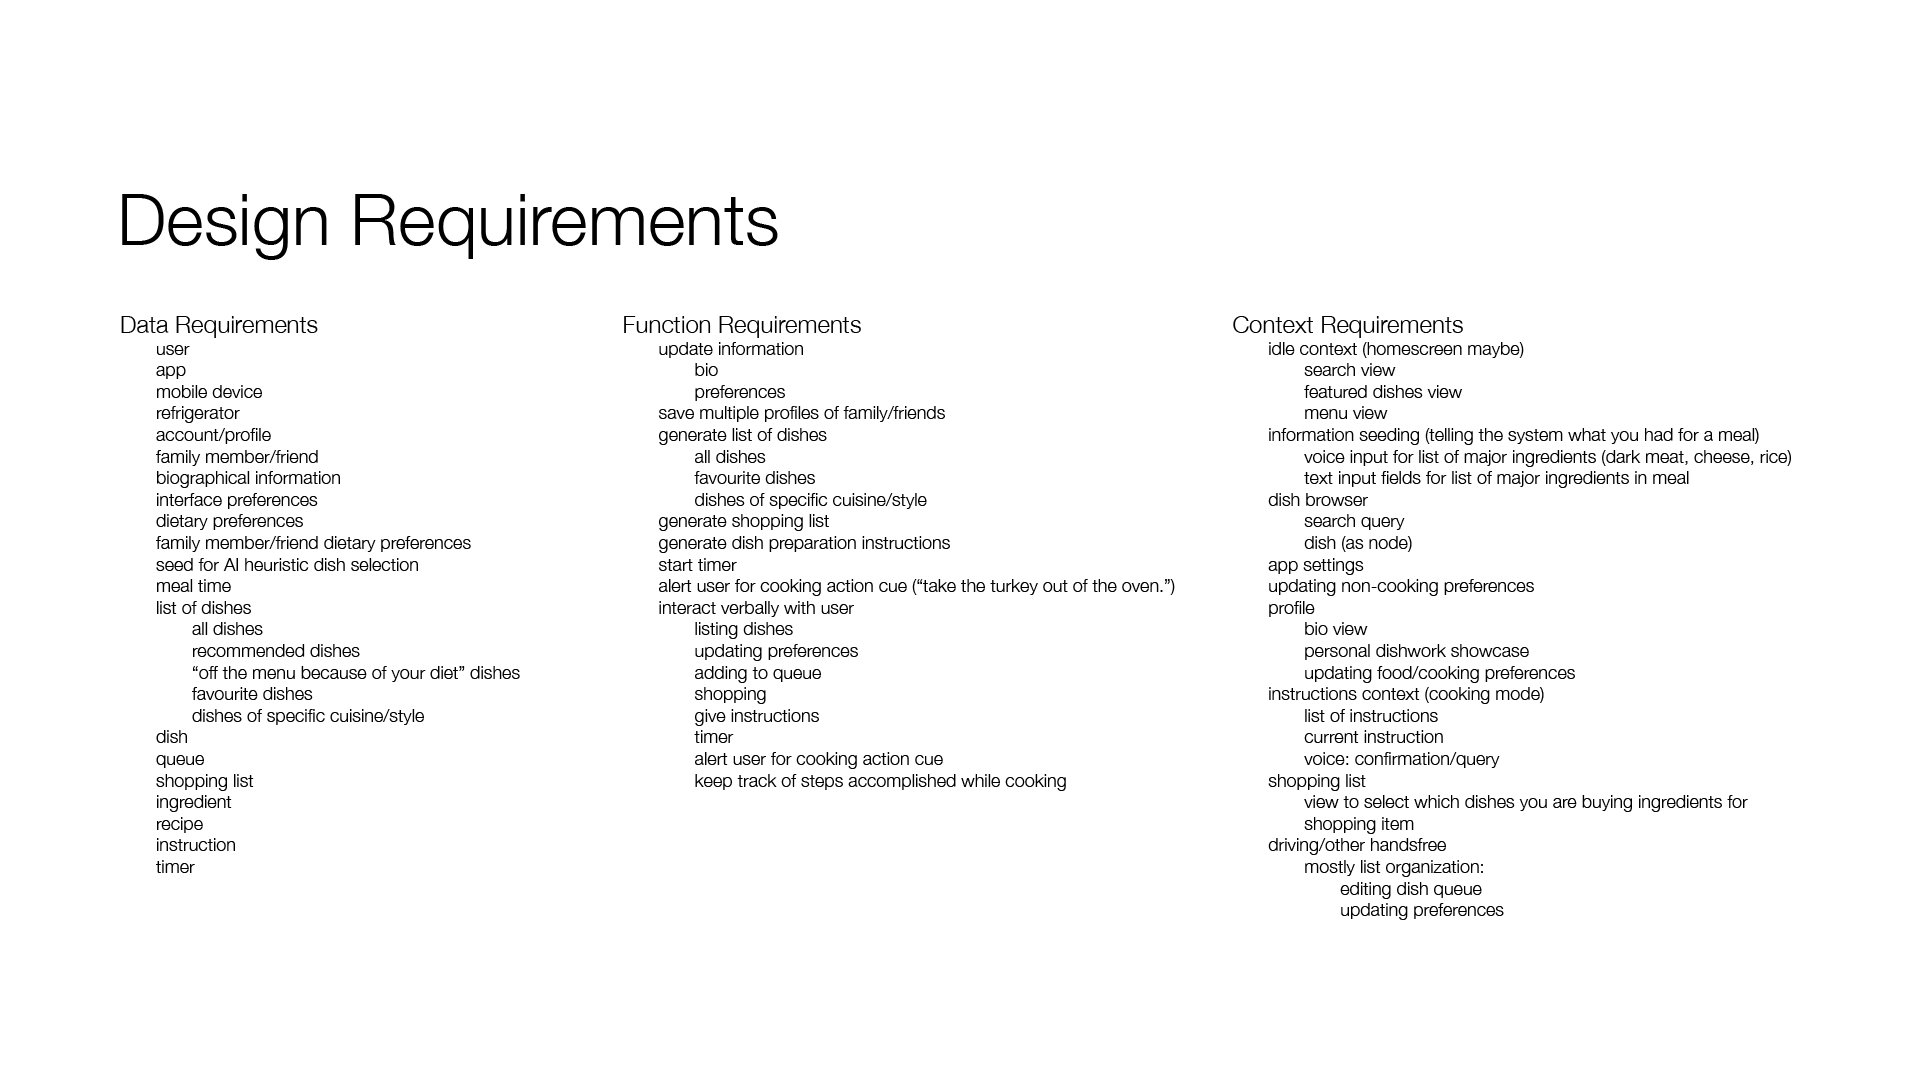 Design Requirements
Data Requirements
user
app
mobile device
refrigerator
account/profile
family member/friend
biographical information
interface preferences
dietary preferences
family member/friend dietary preferences
seed for AI heuristic dish selection
meal time
list of dishes
all dishes
recommended dishes
“off the menu because of your diet” dishes
favourite dishes
dishes of specific cuisine/style
dish
queue
shopping list
ingredient
recipe
instruction
timer
Function Requirements
update information
bio
preferences
save multiple profiles of family/friends
generate list of dishes
all dishes
favourite dishes
dishes of specific cuisine/style
generate shopping list
generate dish preparation instructions
start timer
alert user for cooking action cue (“take the turkey out of the oven.”)
interact verbally with user
listing dishes
updating preferences
adding to queue
shopping
give instructions
timer
alert user for cooking action cue
keep track of steps accomplished while cooking
Context Requirements
idle context (homescreen maybe)
search view
featured dishes view
menu view
information seeding (telling the system what you had for a meal)
voice input for list of major ingredients (dark meat, cheese, rice)
text input fields for list of major ingredients in meal
dish browser
search query
dish (as node)
app settings
updating non-cooking preferences
profile
bio view
personal dishwork showcase
updating food/cooking preferences
instructions context (cooking mode)
list of instructions
current instruction
voice: confirmation/query
shopping list
view to select which dishes you are buying ingredients for
shopping item
driving/other handsfree
mostly list organization:
editing dish queue
updating preferences